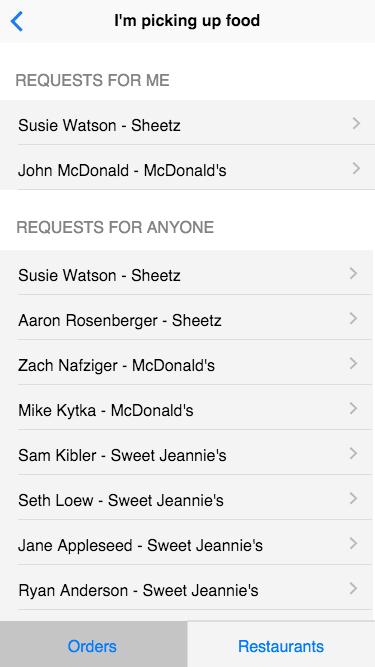 I'm picking up food
REQUESTS FOR ME
Susie Watson - Sheetz
John McDonald - McDonald's
REQUESTS FOR ANYONE
Susie Watson - Sheetz
Aaron Rosenberger - Sheetz
Zach Nafziger - McDonald's
Mike Kytka - McDonald's
Sam Kibler - Sweet Jeannie's
Seth Loew - Sweet Jeannie's
Jane Appleseed - Sweet Jeannie's
Ryan Anderson - Sweet Jeannie's
Orders
Restaurants